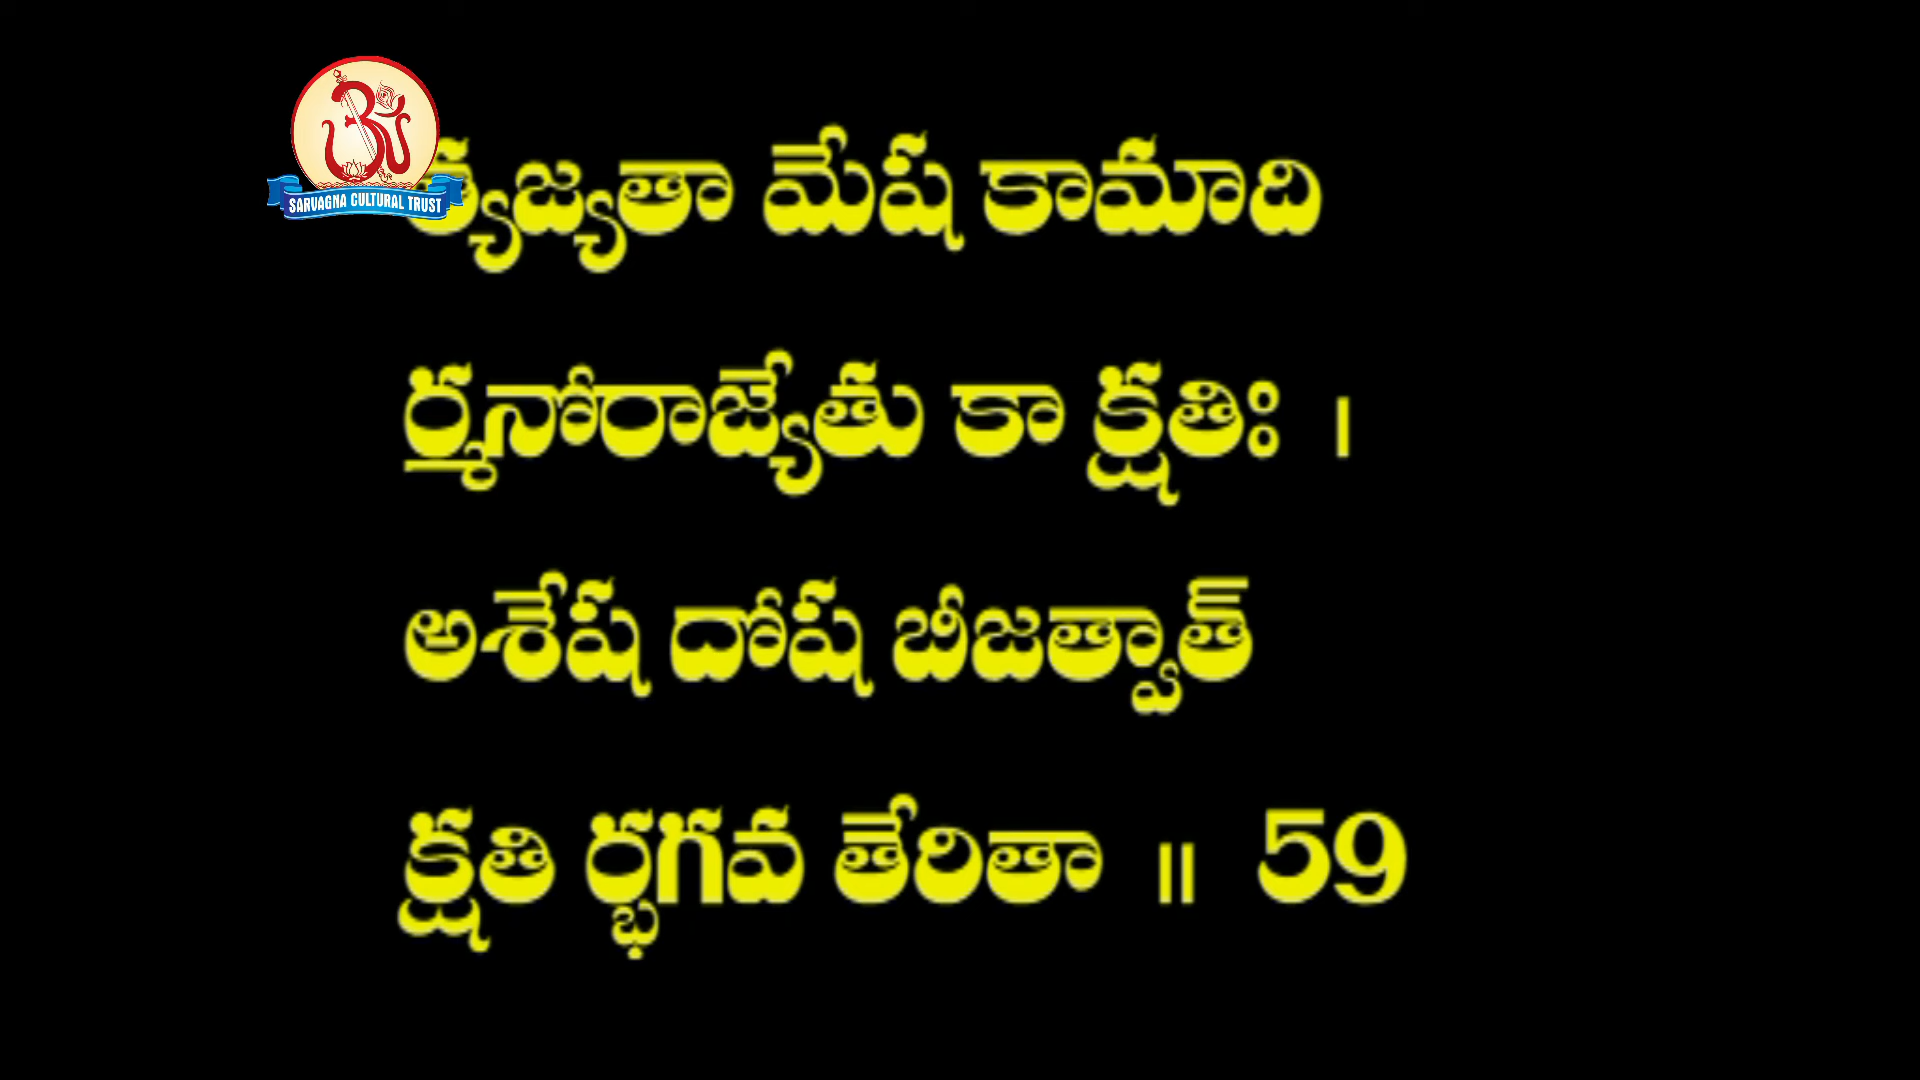 SARVAGNA CULTURAL TRUST
త్యజ్యతా మేష కామాది
ర్మనోరాజ్యేతు కా క్షతిః ।
అశేష దోష బీజత్వాత్
క్షతి ర్భగవ తేరితా ॥ 59